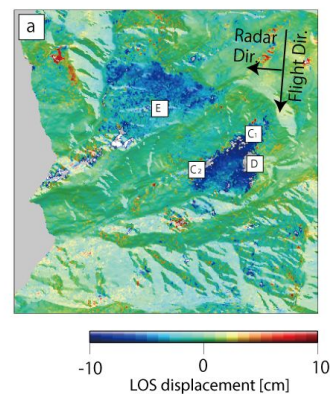 a
Radar
Dir.
Flight Dir.
E
C1
D
C2
-10
0
10
LOS displacement [cm]